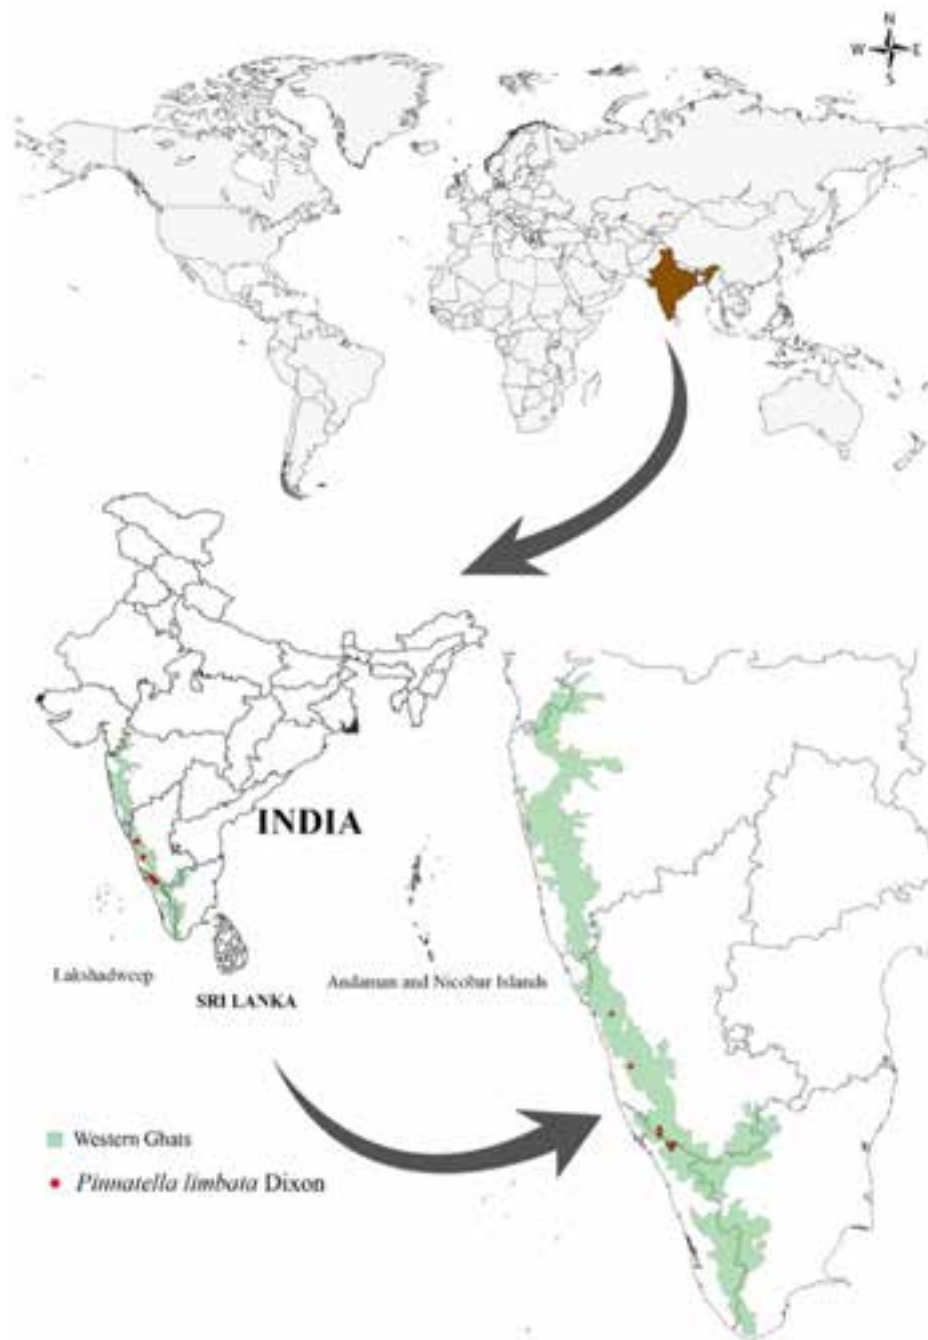 N
W E
S
INDIA
Lakshadweep
SRI LANKA
Andaman and Nicobar Islands
Western Ghats
Pinnatella limbata Dixon